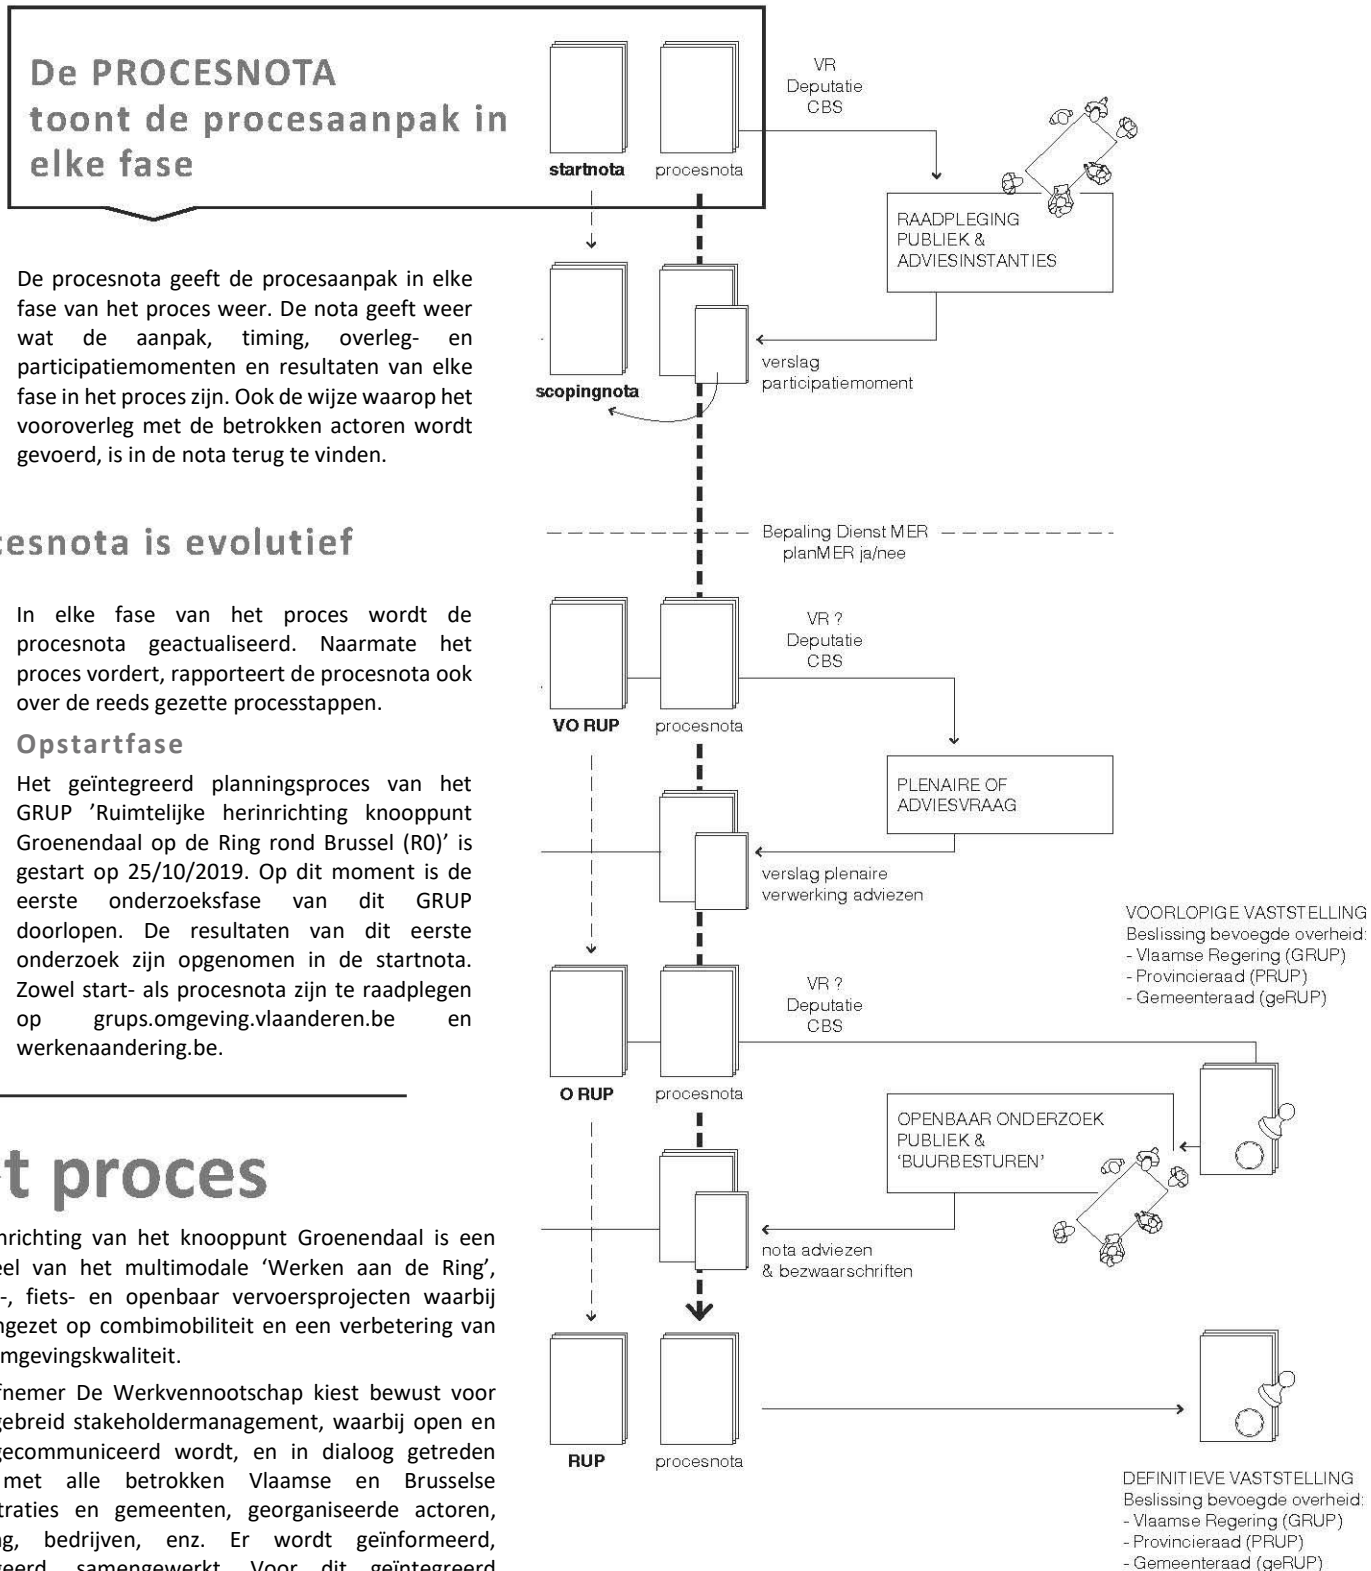 De PROCESNOTA
toont de procesaanpak in
elke fase
De procesnota geeft de procesaanpak in elke
fase van het proces weer. De nota geeft weer
wat de aanpak, timing, overleg- en
participatiemomenten en resultaten van elke
fase in het proces zijn. Ook de wijze waarop het
vooroverleg met de betrokken actoren wordt
gevoerd, is in de nota terug te vinden.
esnota is evolutief
In elke fase van het proces wordt de
procesnota geactualiseerd. Naarmate het
proces vordert, rapporteert de procesnota ook
over de reeds gezette processtappen.
Opstartfase
Het geïntegreerd planningsproces van het
GRUP ’Ruimtelijke herinrichting knooppunt
Groenendaal op de Ring rond Brussel (R0)’ is
gestart op 25/10/2019. Op dit moment is de
eerste onderzoeksfase van dit GRUP
doorlopen. De resultaten van dit eerste
onderzoek zijn opgenomen in de startnota.
Zowel start- als procesnota zijn te raadplegen
op grups.omgeving.vlaanderen.be en
werkenaandering.be.
t proces
nrichting van het knooppunt Groenendaal is een
eel van het multimodale ‘Werken aan de Ring’,
-, fiets- en openbaar vervoersprojecten waarbij
ngezet op combimobiliteit en een verbetering van
mgevingskwaliteit.
fnemer De Werkvennootschap kiest bewust voor
gebreid stakeholdermanagement, waarbij open en
gecommuniceerd wordt, en in dialoog getreden
met alle betrokken Vlaamse en Brusselse
traties en gemeenten, georganiseerde actoren,
ng, bedrijven, enz. Er wordt geïnformeerd,
geerd, samengewerkt. Voor dit geïntegreerd
startnota
procesnota
VR
Deputatie
CBS
RAADPLEGING
PUBLIEK &
ADVIESINSTANTIES
scopingnota
verslag
participatiemoment
Bepaling Dienst MER
planMER ja/nee
VO RUP
procesnota
VR ?
Deputatie
CBS
PLENAIRE OF
ADVIESVRAAG
verslag plenaire
verwerking adviezen
VOORLOPIGE VASTSTELLING
Beslissing bevoegde overheid:
- Vlaamse Regering (GRUP)
- Provincieraad (PRUP)
- Gemeenteraad (geRUP)
O RUP
procesnota
VR ?
Deputatie
CBS
OPENBAAR ONDERZOEK
PUBLIEK &
‘BUURBESTUREN’
nota adviezen
& bezwaarschriften
RUP
procesnota
DEFINITIEVE VASTSTELLING
Beslissing bevoegde overheid:
- Vlaamse Regering (GRUP)
- Provincieraad (PRUP)
- Gemeenteraad (geRUP)